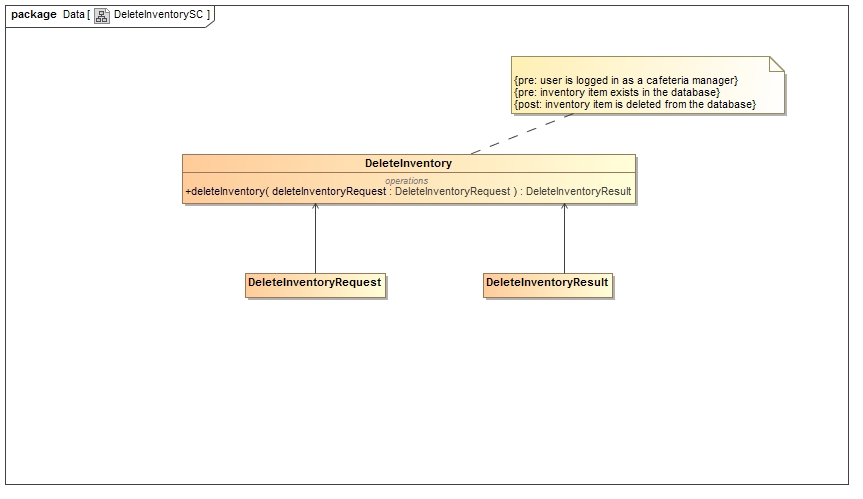 package Data [ DeleteInventorySC ]
{pre: user is logged in as a cafeteria manager}
{pre: inventory item exists in the database}
{post: inventory item is deleted from the database}
DeleteInventory
operations
+deleteInventory( deleteInventoryRequest : DeleteInventoryRequest ) : DeleteInventoryResult
DeleteInventoryRequest
DeleteInventoryResult